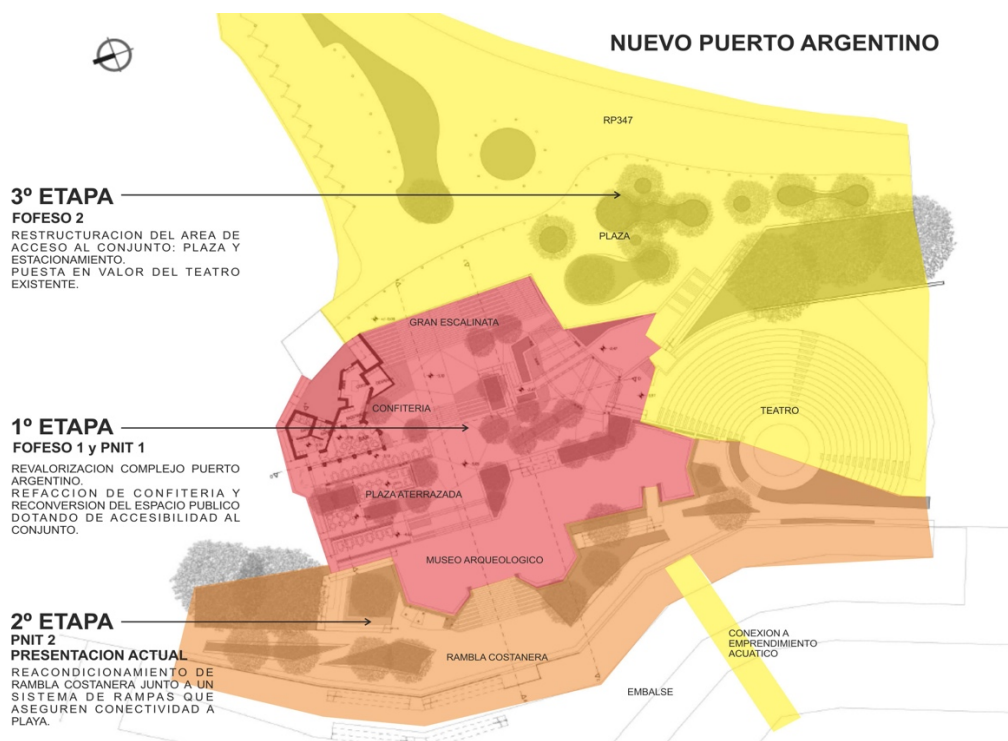 NUEVO PUERTO ARGENTINO
RP347
3º ETAPA
FOFESO 2
RESTRUCTURACION DEL AREA DE
ACCESO AL CONJUNTO: PLAZA Y
ESTACIONAMIENTO.
PUESTA EN VALOR DEL TEATRO
EXISTENTE.
PLAZA
GRAN ESCALINATA
CONFITERIA
TEATRO
1º ETAPA
FOFESO 1 y PNIT 1
REVALORIZACION COMPLEJO PUERTO
ARGENTINO.
REFACCION DE CONFITERIA Y
RECONVERSION DEL ESPACIO PUBLICO
DOTANDO DE ACCESIBILIDAD AL
CONJUNTO.
PLAZA ATERRAZADA
MUSEO ARQUEOLOGICO
2º ETAPA
PNIT 2
PRESENTACION ACTUAL
REACONDICIONAMIENTO DE
RAMBLA COSTANERA JUNTO A UN
SISTEMA DE RAMPAS QUE
ASEGUREN CONECTIVIDAD A
PLAYA.
RAMBLA COSTANERA
CONEXION A
EMPRENDIMIENTO
ACUATICO
EMBALSE